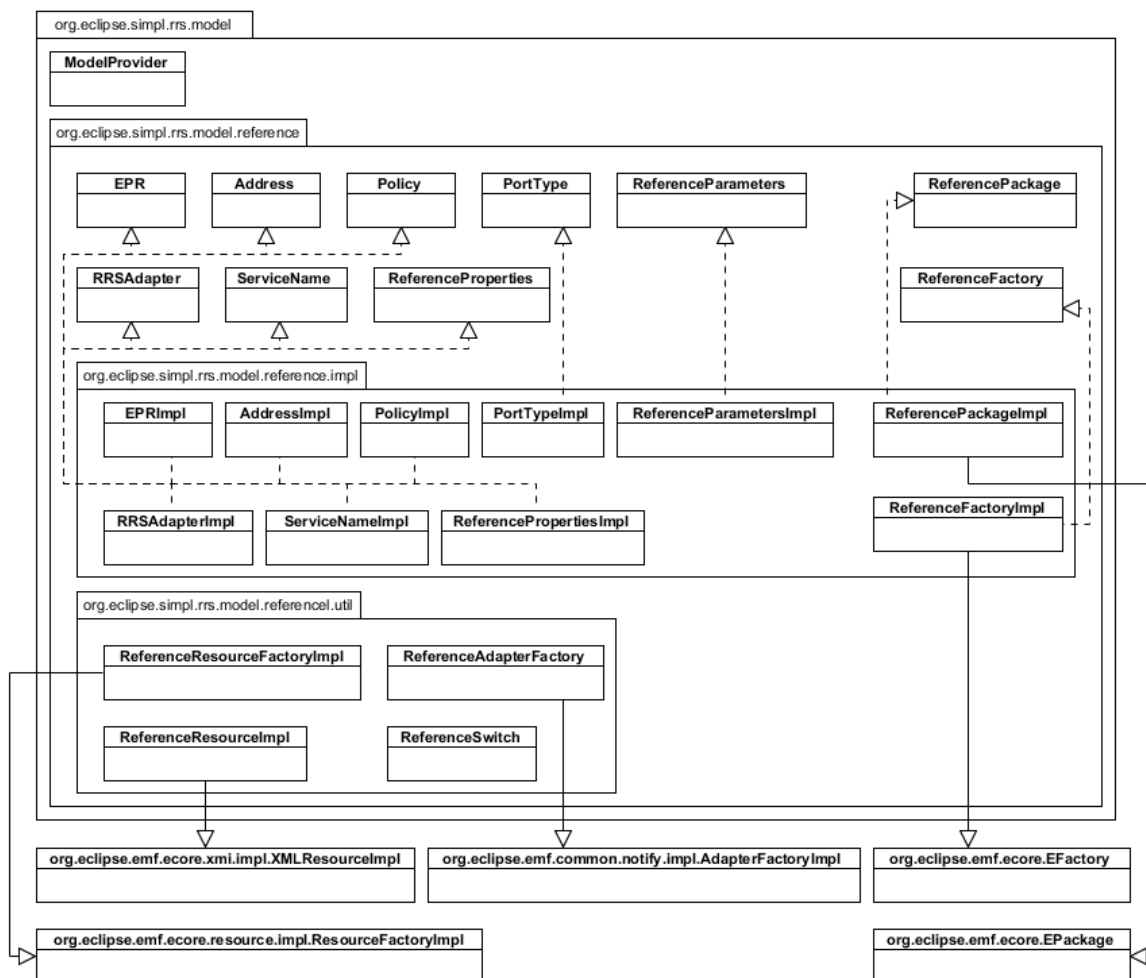 org.eclipse.simpl.rrs.model
ModelProvider
org.eclipse.simpl.rrs.model.reference
EPR
Address
Policy
PortType
ReferenceParameters
ReferencePackage
RRSAdapter
ServiceName
ReferenceProperties
ReferenceFactory
org.eclipse.simpl.rrs.model.reference.impl
EPRImpl
AddressImpl
PolicyImpl
PortTypeImpl
ReferenceParametersImpl
ReferencePackageImpl
RRSAdapterImpl
ServiceNameImpl
ReferencePropertiesImpl
ReferenceFactoryImpl
org.eclipse.simpl.rrs.model.referencel.util
ReferenceResourceFactoryImpl
ReferenceAdapterFactory
ReferenceResourceImpl
ReferenceSwitch
org.eclipse.emf.ecore.xmi.impl.XMLResourceImpl
org.eclipse.emf.common.notify.impl.AdapterFactoryImpl
org.eclipse.emf.ecore.EFactory
org.eclipse.emf.ecore.resource.impl.ResourceFactoryImpl
org.eclipse.emf.ecore.EPackage